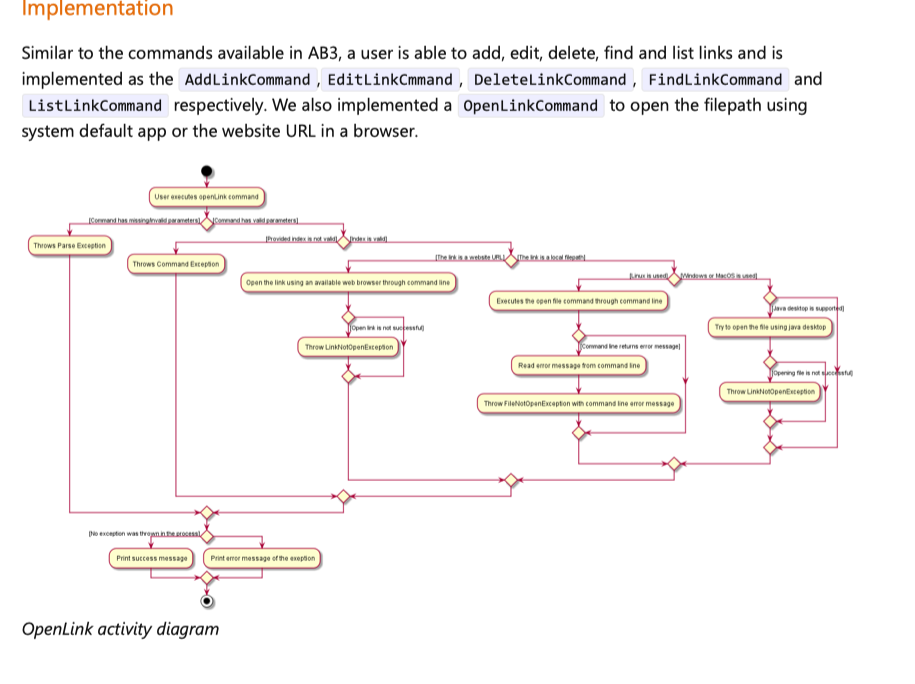 Implementation
Similar to the commands available in AB3, a user is able to add, edit, delete, find and list links and is
implemented as the AddLinkCommand , EditLinkCmmand , DeleteLinkCommand , FindLinkCommand and
ListLinkCommand respectively. We also implemented a OpenLinkCommand to open the filepath using
system default app or the website URL in a browser.
User executes openLink command
[Command has missing/invalid parameters] [Command has valid parameters]
Throws Parse Exception
[Provided index is not valid] [Index is valid]
Throws Command Exception
[The link is a website URL] [The link is a local filepath]
Open the link using an available web browser through command line
[Linux is used] [Windows or MacOS is used]
Executes the open file command through command line
[Java desktop is supported]
[Open link is not successful]
Try to open the file using java desktop
Throw LinkNotOpenException
[Command line returns error message]
Read error message from command line
[Opening file is not successful]
Throw LinkNotOpenException
Throw FileNotOpenException with command line error message
[No exception was thrown in the process]
Print success message
Print error message of the exeption
OpenLink activity diagram